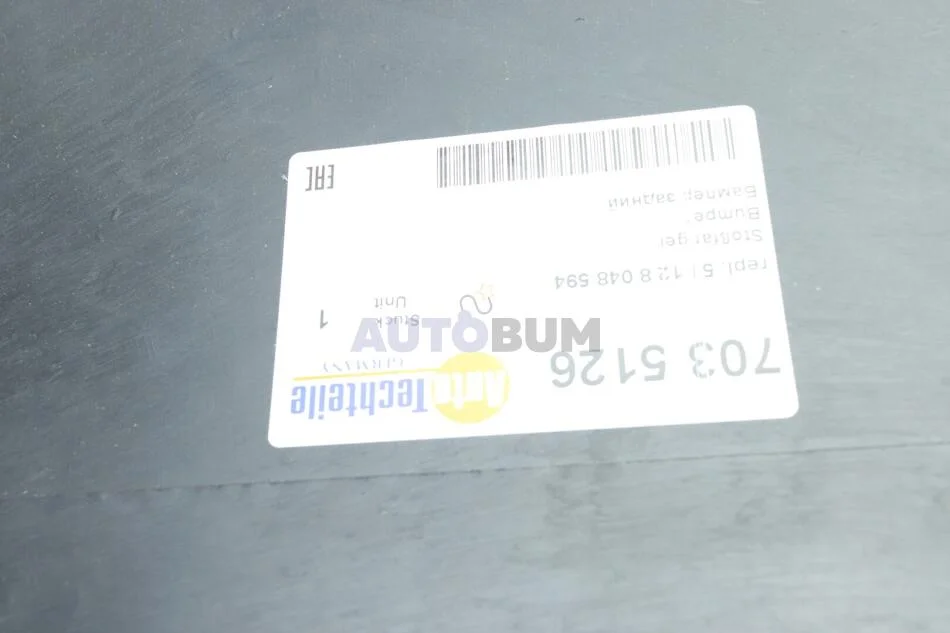 703 5126
Auto
Techteile
GERMANY
repl. 51 12 8 048 594
Stoßfänger
Bumper
Бампер задний
Stück
Unit
1
EAC
AUTOBUM